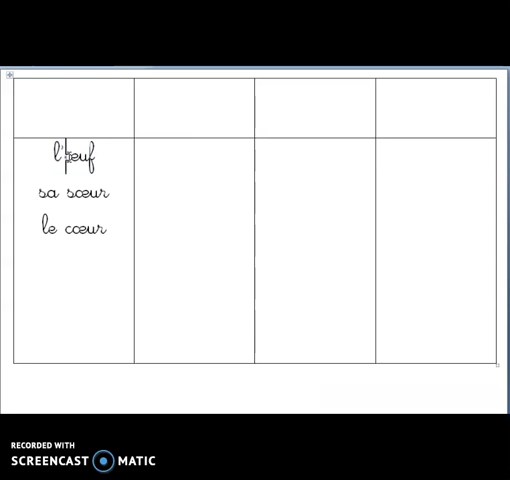 l'œuf
sa sœur
le cœur
RECORDED WITH
SCREENCAST MATIC